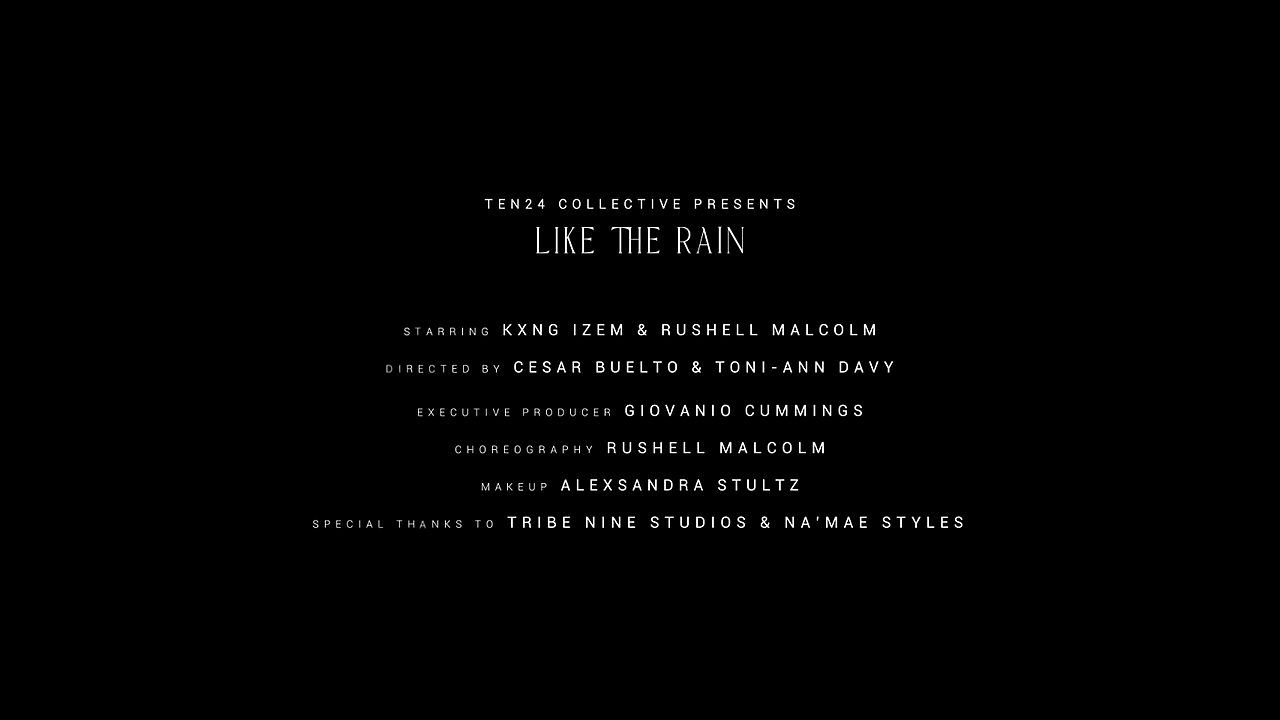 TEN24 COLLECTIVE PRESENTS
LIKE THE RAIN
STARRING KXNG IZEM & RUSHELL MALCOLM
DIRECTED BY CESAR BUELTO & TONI-ANN DAVY
EXECUTIVE PRODUCER GIOVANIO CUMMINGS
CHOREOGRAPHY RUSHELL MALCOLM
MAKEUP ALEXSANDRA STULTZ
SPECIAL THANKS TO TRIBE NINE STUDIOS & NA'MAE STYLES